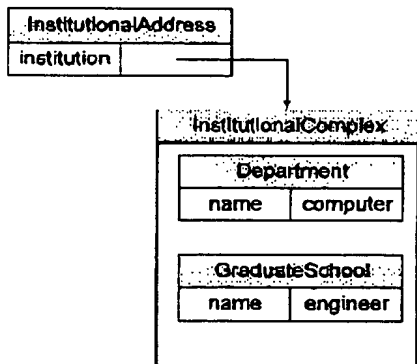 InstitutionalAddress
institution
InstitutionalComplex
Department
name computer
GraduateSchool
name engineer